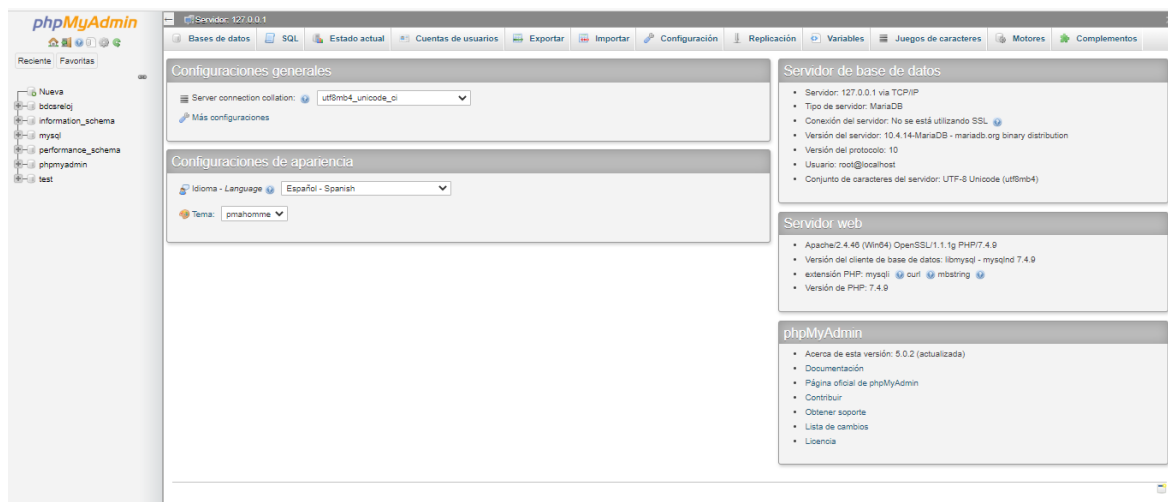 phpMyAdmin
Reciente Favoritas
Nueva
bdcsreloj
information_schema
mysql
performance_schema
phpmyadmin
test
Servidor: 127.0.0.1
Bases de datos SQL Estado actual Cuentas de usuarios Exportar Importar Configuración Replicación Variables Juegos de caracteres Motores Complementos
Configuraciones generales
Server connection collation: utf8mb4_unicode_ci
Más configuraciones
Configuraciones de apariencia
Idioma - Language Español - Spanish
Tema: pmahomme
Servidor de base de datos
• Servidor: 127.0.0.1 via TCP/IP
• Tipo de servidor: MariaDB
• Conexión del servidor: No se está utilizando SSL
• Versión del servidor: 10.4.14-MariaDB - mariadb.org binary distribution
• Versión del protocolo: 10
• Usuario: root@localhost
• Conjunto de caracteres del servidor: UTF-8 Unicode (utf8mb4)
Servidor web
• Apache/2.4.46 (Win64) OpenSSL/1.1.1g PHP/7.4.9
• Versión del cliente de base de datos: libmysql - mysqlnd 7.4.9
• extensión PHP: mysqli curl mbstring
• Versión de PHP: 7.4.9
phpMyAdmin
• Acerca de esta versión: 5.0.2 (actualizada)
• Documentación
• Página oficial de phpMyAdmin
• Contribuir
• Obtener soporte
• Lista de cambios
• Licencia